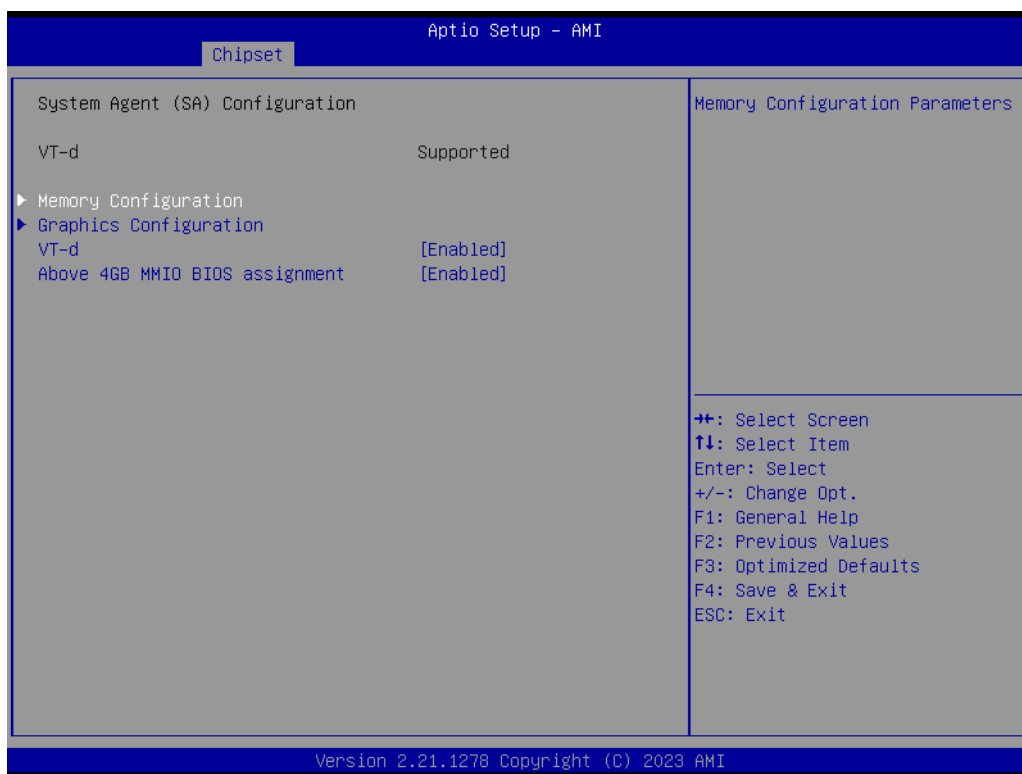 Aptio Setup – AMI
Chipset
System Agent (SA) Configuration
VT-d Supported
▶ Memory Configuration
▶ Graphics Configuration
VT-d [Enabled]
Above 4GB MMIO BIOS assignment [Enabled]
Memory Configuration Parameters
→←: Select Screen
↑↓: Select Item
Enter: Select
+/-: Change Opt.
F1: General Help
F2: Previous Values
F3: Optimized Defaults
F4: Save & Exit
ESC: Exit
Version 2.21.1278 Copyright (C) 2023 AMI